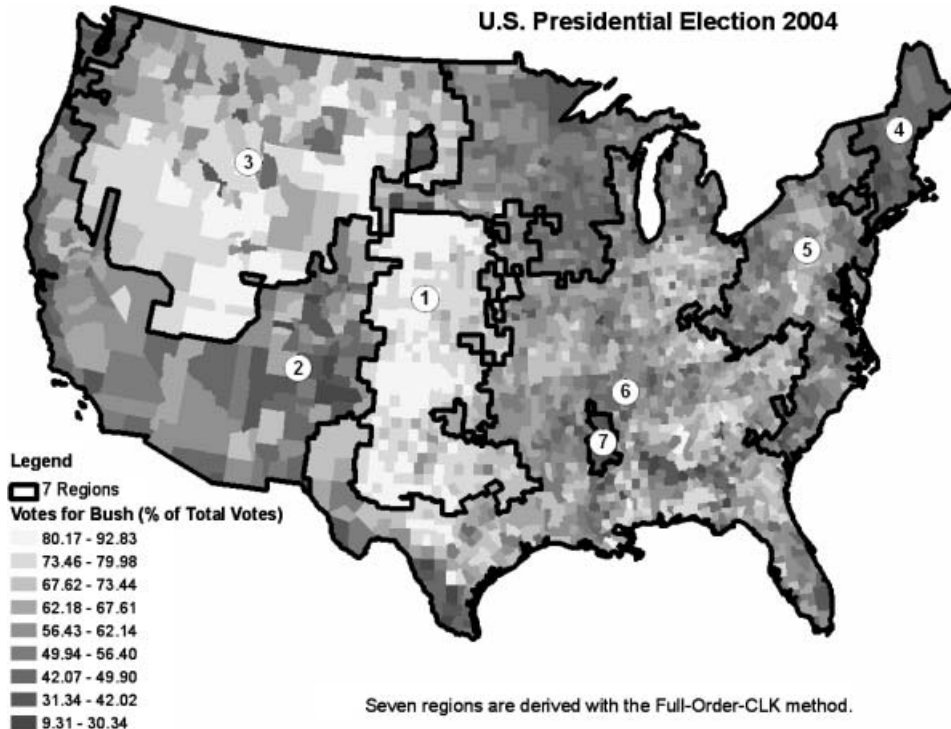 U.S. Presidential Election 2004
4
3
5
1
2
6
7
Legend
7 Regions
Votes for Bush (% of Total Votes)
80.17 - 92.83
73.46 - 79.98
67.62 - 73.44
62.18 - 67.61
56.43 - 62.14
49.94 - 56.40
42.07 - 49.90
31.34 - 42.02
9.31 - 30.34
Seven regions are derived with the Full-Order-CLK method.